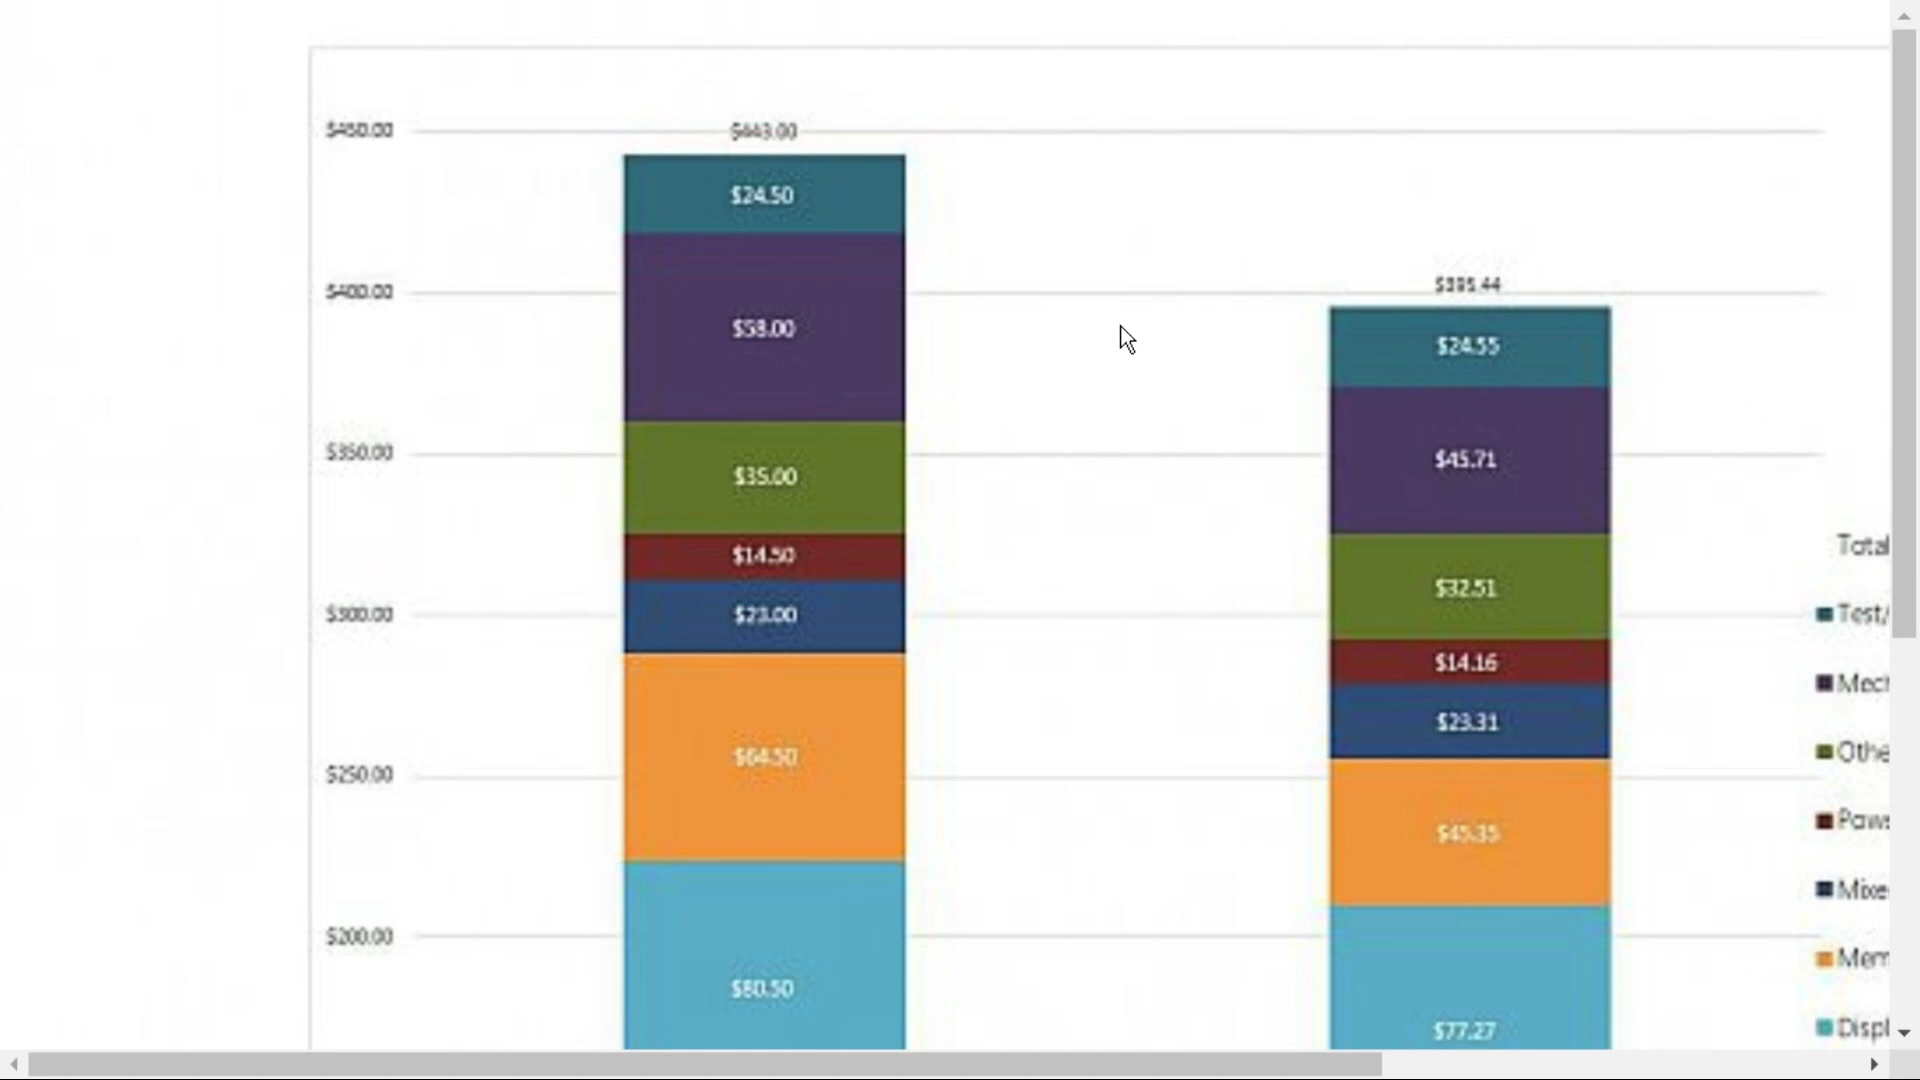 $450.00
$443.00
$24.50
$400.00
$395.44
$58.00
$24.55
$350.00
$45.71
$35.00
Total
$14.50
$32.51
$300.00
$23.00
Test/
$14.16
Mech
$23.31
Othe
$64.50
$250.00
Powe
$45.35
Mixe
$200.00
Mem
$80.50
$77.27
Displ